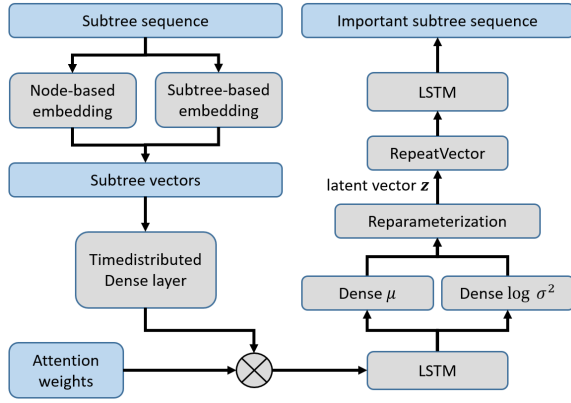 Subtree sequence
Node-based
embedding
Subtree-based
embedding
Subtree vectors
Timedistributed
Dense layer
Attention
weights
Important subtree sequence
LSTM
RepeatVector
latent vector z
Reparameterization
Dense μ
Dense log σ²
LSTM